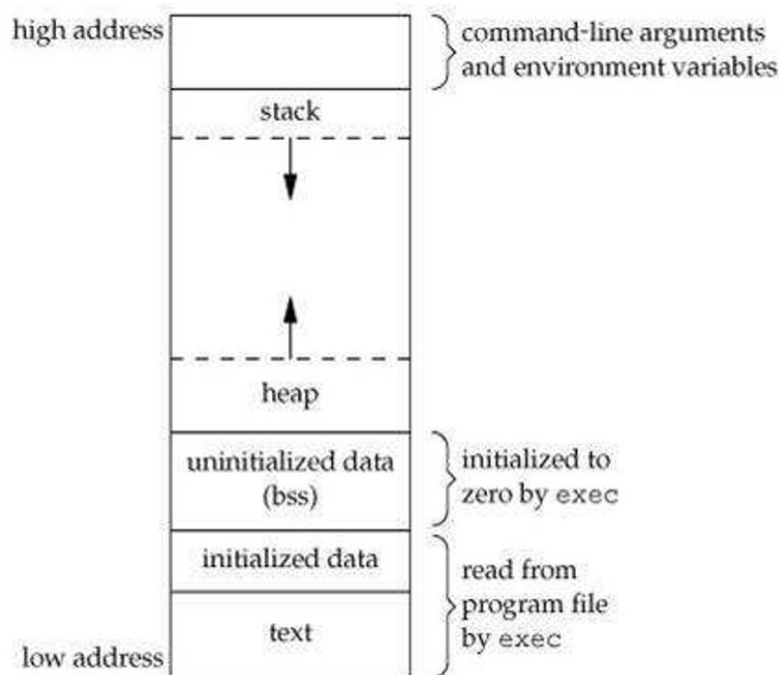 high address
command-line arguments
and environment variables
stack
heap
uninitialized data
(bss)
initialized to
zero by exec
initialized data
read from
program file
by exec
text
low address